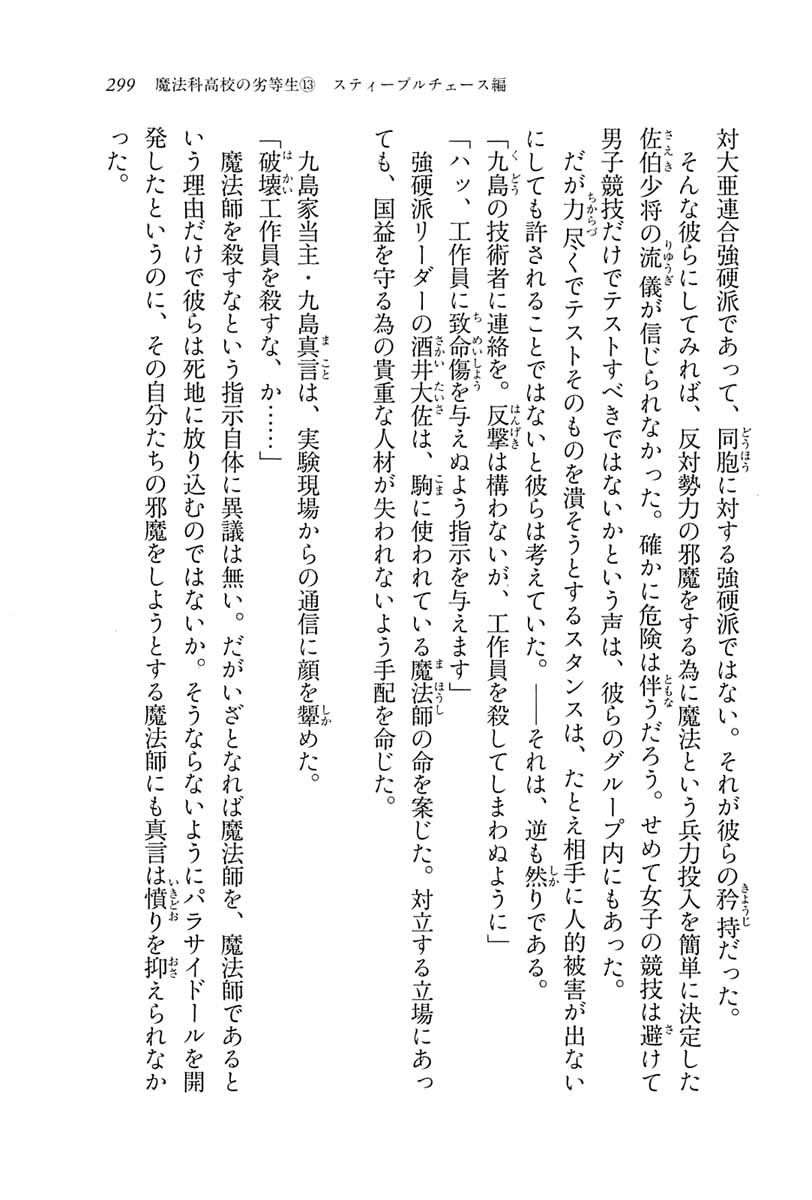 299　魔法科高校の劣等生⑬　スティープルチェース編
対大亜連合強硬派であって、同胞に対する強硬派ではない。それが彼らの矜持だった。
　そんな彼らにしてみれば、反対勢力の邪魔をする為に魔法という兵力投入を簡単に決定した
佐伯少将の流儀が信じられなかった。確かに危険は伴うだろう。せめて女子の競技は避けて
男子競技だけでテストすべきではないかという声は、彼らのグループ内にもあった。
　だが力尽くでテストそのものを潰そうとするスタンスは、たとえ相手に人的被害が出ない
にしても許されることではないと彼らは考えていた。――それは、逆も然りである。
「九島の技術者に連絡を。反撃は構わないが、工作員を殺してしまわぬように」
「ハッ、工作員に致命傷を与えぬよう指示を与えます」
　強硬派リーダーの酒井大佐は、駒に使われている魔法師の命を案じた。対立する立場にあっ
ても、国益を守る為の貴重な人材が失われないよう手配を命じた。
　九島家当主・九島真言は、実験現場からの通信に顔を顰めた。
「破壊工作員を殺すな、か……」
　魔法師を殺すなという指示自体に異議は無い。だがいざとなれば魔法師を、魔法師であると
いう理由だけで彼らは死地に放り込むのではないか。そうならないようにパラサイドールを開
発したというのに、その自分たちの邪魔をしようとする魔法師にも真言は憤りを抑えられなか
った。